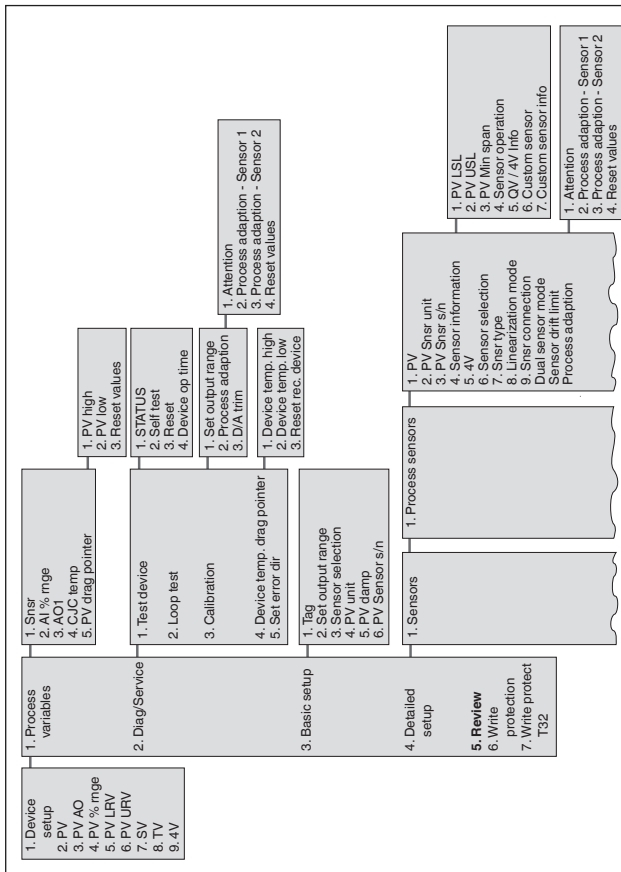 1. Device
setup
2. PV
3. PV AO
4. PV % rnge
5. PV LRV
6. PV URV
7. SV
8. TV
9. 4V
1. Process
variables
2. Diag/Service
3. Basic setup
4. Detailed
setup
5. Review
6. Write
protection
7. Write protect
T32
1. Snsr
2. AI % rnge
3. AO1
4. CJC temp
5. PV drag pointer
1. PV high
2. PV low
3. Reset values
1. Test device
2. Loop test
3. Calibration
4. Device temp. drag pointer
5. Set error dir
1. STATUS
2. Self test
3. Reset
4. Device op time
1. Set output range
2. Process adaption
3. D/A trim
1. Attention
2. Process adaption - Sensor 1
3. Process adaption - Sensor 2
4. Reset values
1. Device temp. high
2. Device temp. low
3. Reset rec. device
1. Tag
2. Set output range
3. Sensor selection
4. PV unit
5. PV damp
6. PV Sensor s/n
1. Sensors
1. Process sensors
1. PV
2. PV Snsr unit
3. PV Snsr s/n
4. Sensor information
5. 4V
6. Sensor selection
7. Snsr type
8. Linearization mode
9. Snsr connection
Dual sensor mode
Sensor drift limit
Process adaption
1. PV LSL
2. PV USL
3. PV Min span
4. Sensor operation
5. QV / 4V Info
6. Custom sensor
7. Custom sensor info
1. Attention
2. Process adaption - Sensor 1
3. Process adaption - Sensor 2
4. Reset values